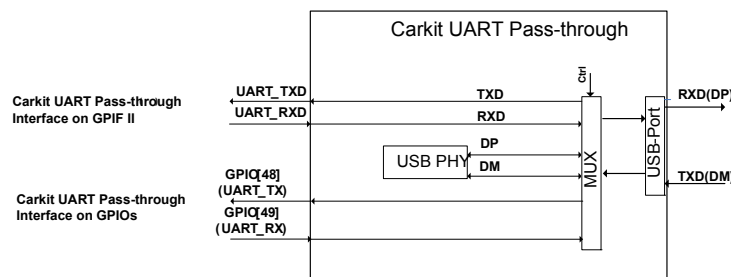 Carkit UART Pass-through
Ctrl
UART_TXD
TXD
RXD(DP)
Carkit UART Pass-through
Interface on GPIF II
UART_RXD
RXD
DP
USB PHY
DM
MUX
USB-Port
GPIO[48]
(UART_TX)
TXD(DM)
Carkit UART Pass-through
Interface on GPIOs
GPIO[49]
(UART_RX)